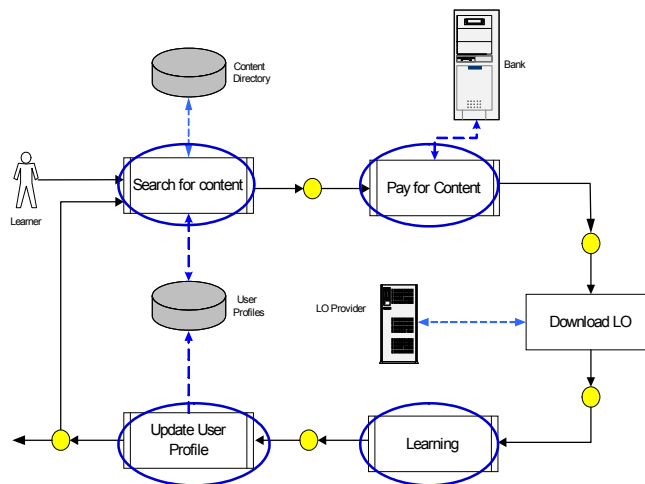 Content
Directory
Bank
Search for content
Pay for Content
Learner
User
Profiles
LO Provider
Download LO
Update User
Profile
Learning